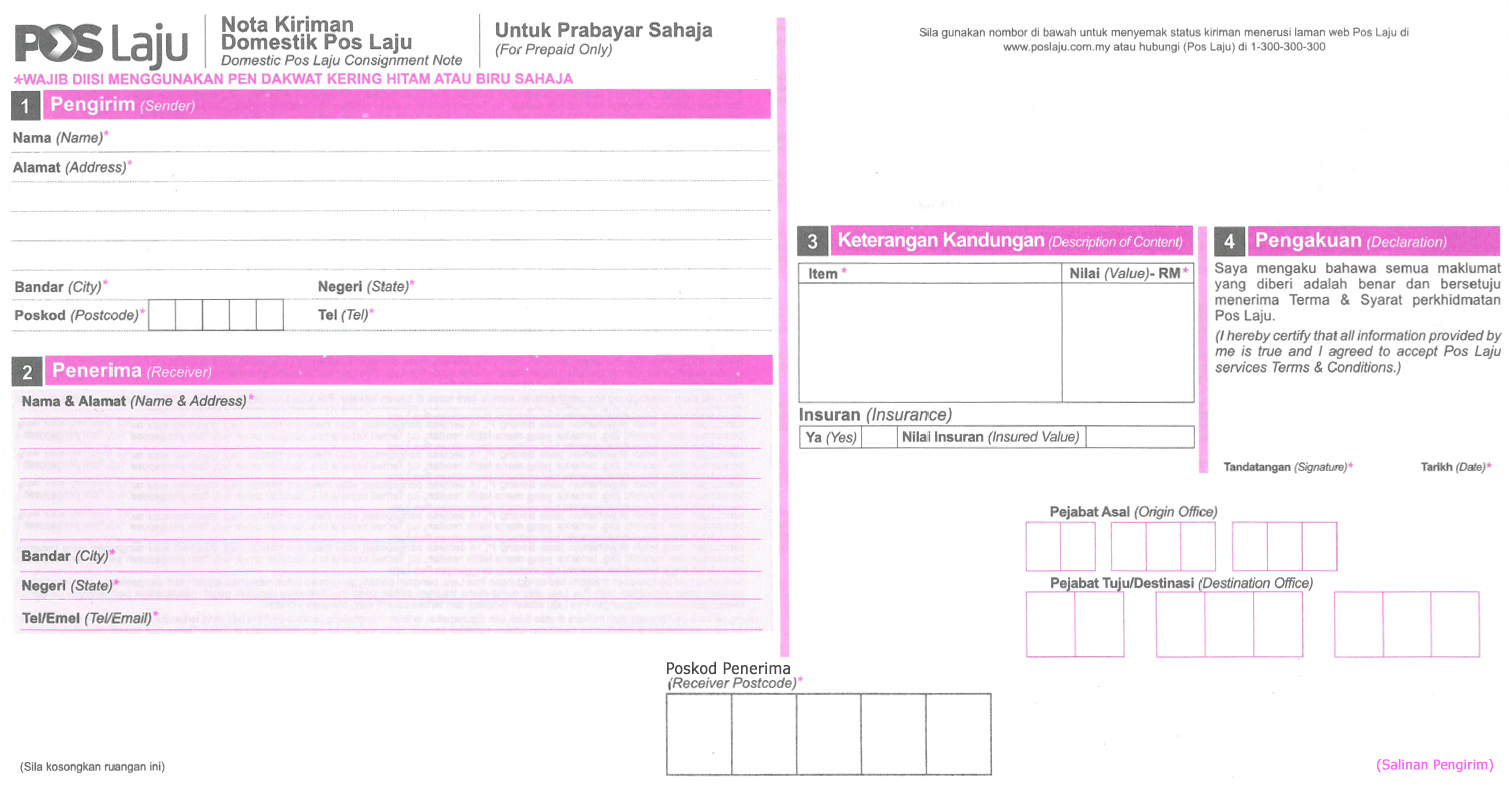 POS Laju
Nota Kiriman
Domestik Pos Laju
Domestic Pos Laju Consignment Note
Untuk Prabayar Sahaja
(For Prepaid Only)
*WAJIB DIISI MENGGUNAKAN PEN DAKWAT KERING HITAM ATAU BIRU SAHAJA
1 Pengirim (Sender)
Nama (Name)*
Alamat (Address)*
Bandar (City)* Negeri (State)*
Poskod (Postcode)* Tel (Tel)*
2 Penerima (Receiver)
Nama & Alamat (Name & Address)*
Bandar (City)*
Negeri (State)*
Tel/Emel (Tel/Email)*
Poskod Penerima
(Receiver Postcode)*
(Sila kosongkan ruangan ini)
Sila gunakan nombor di bawah untuk menyemak status kiriman menerusi laman web Pos Laju di
www.poslaju.com.my atau hubungi (Pos Laju) di 1-300-300-300
3 Keterangan Kandungan (Description of Content)
Item* Nilai (Value)- RM*
Insuran (Insurance)
Ya (Yes) Nilai Insuran (Insured Value)
4 Pengakuan (Declaration)
Saya mengaku bahawa semua maklumat
yang diberi adalah benar dan bersetuju
menerima Terma & Syarat perkhidmatan
Pos Laju.
(I hereby certify that all information provided by
me is true and I agreed to accept Pos Laju
services Terms & Conditions.)
Tandatangan (Signature)* Tarikh (Date)*
Pejabat Asal (Origin Office)
Pejabat Tuju/Destinasi (Destination Office)
(Salinan Pengirim)